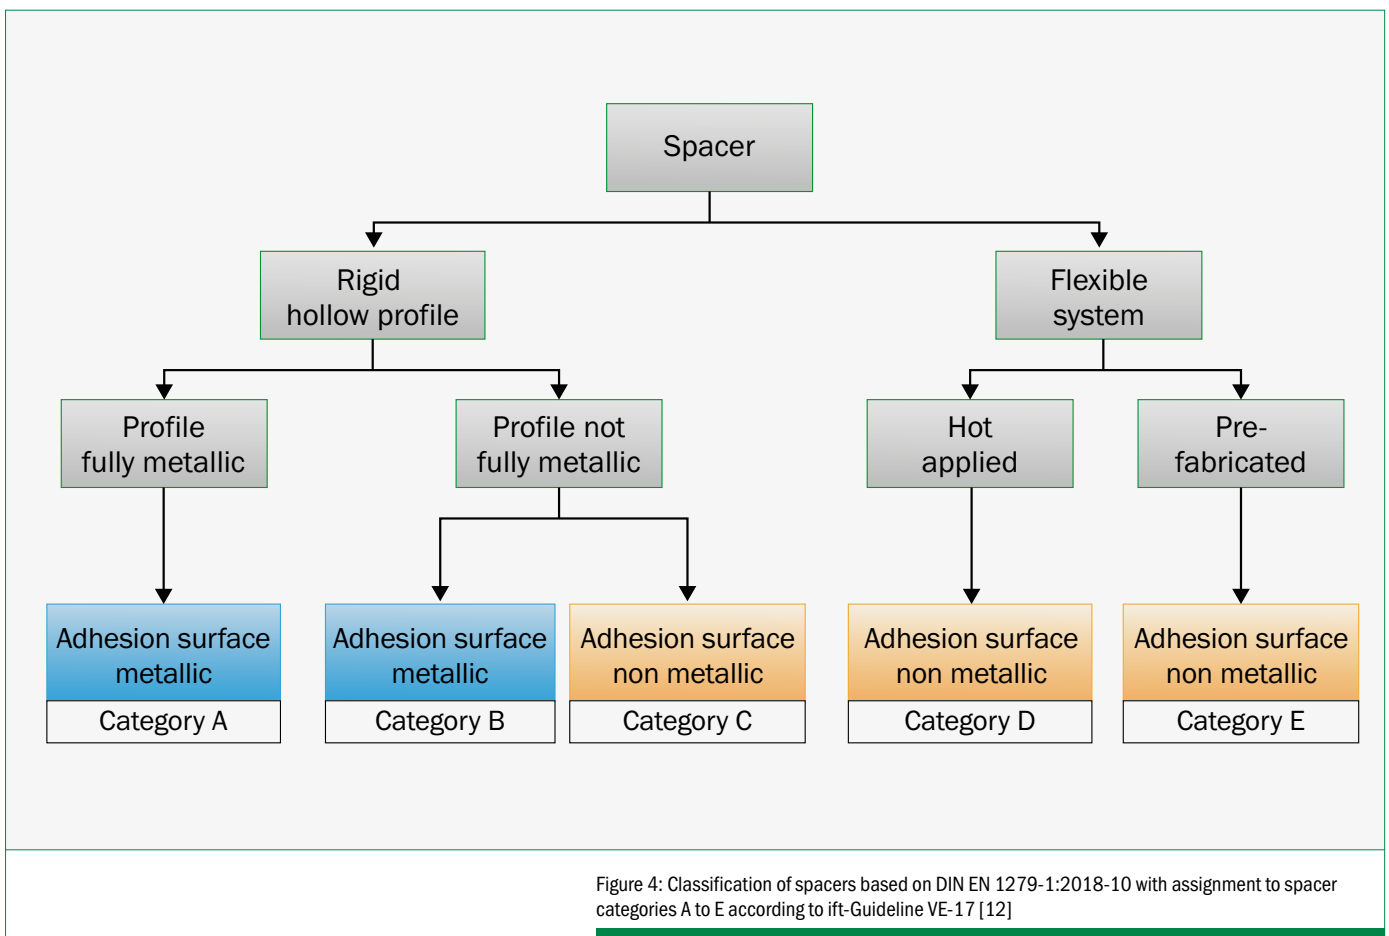 Spacer
Rigid
hollow profile
Flexible
system
Profile
fully metallic
Profile not
fully metallic
Hot
applied
Pre-
fabricated
Adhesion surface
metallic
Category A
Adhesion surface
metallic
Category B
Adhesion surface
non metallic
Category C
Adhesion surface
non metallic
Category D
Adhesion surface
non metallic
Category E
Figure 4: Classification of spacers based on DIN EN 1279-1:2018-10 with assignment to spacer
categories A to E according to ift-Guideline VE-17 [12]